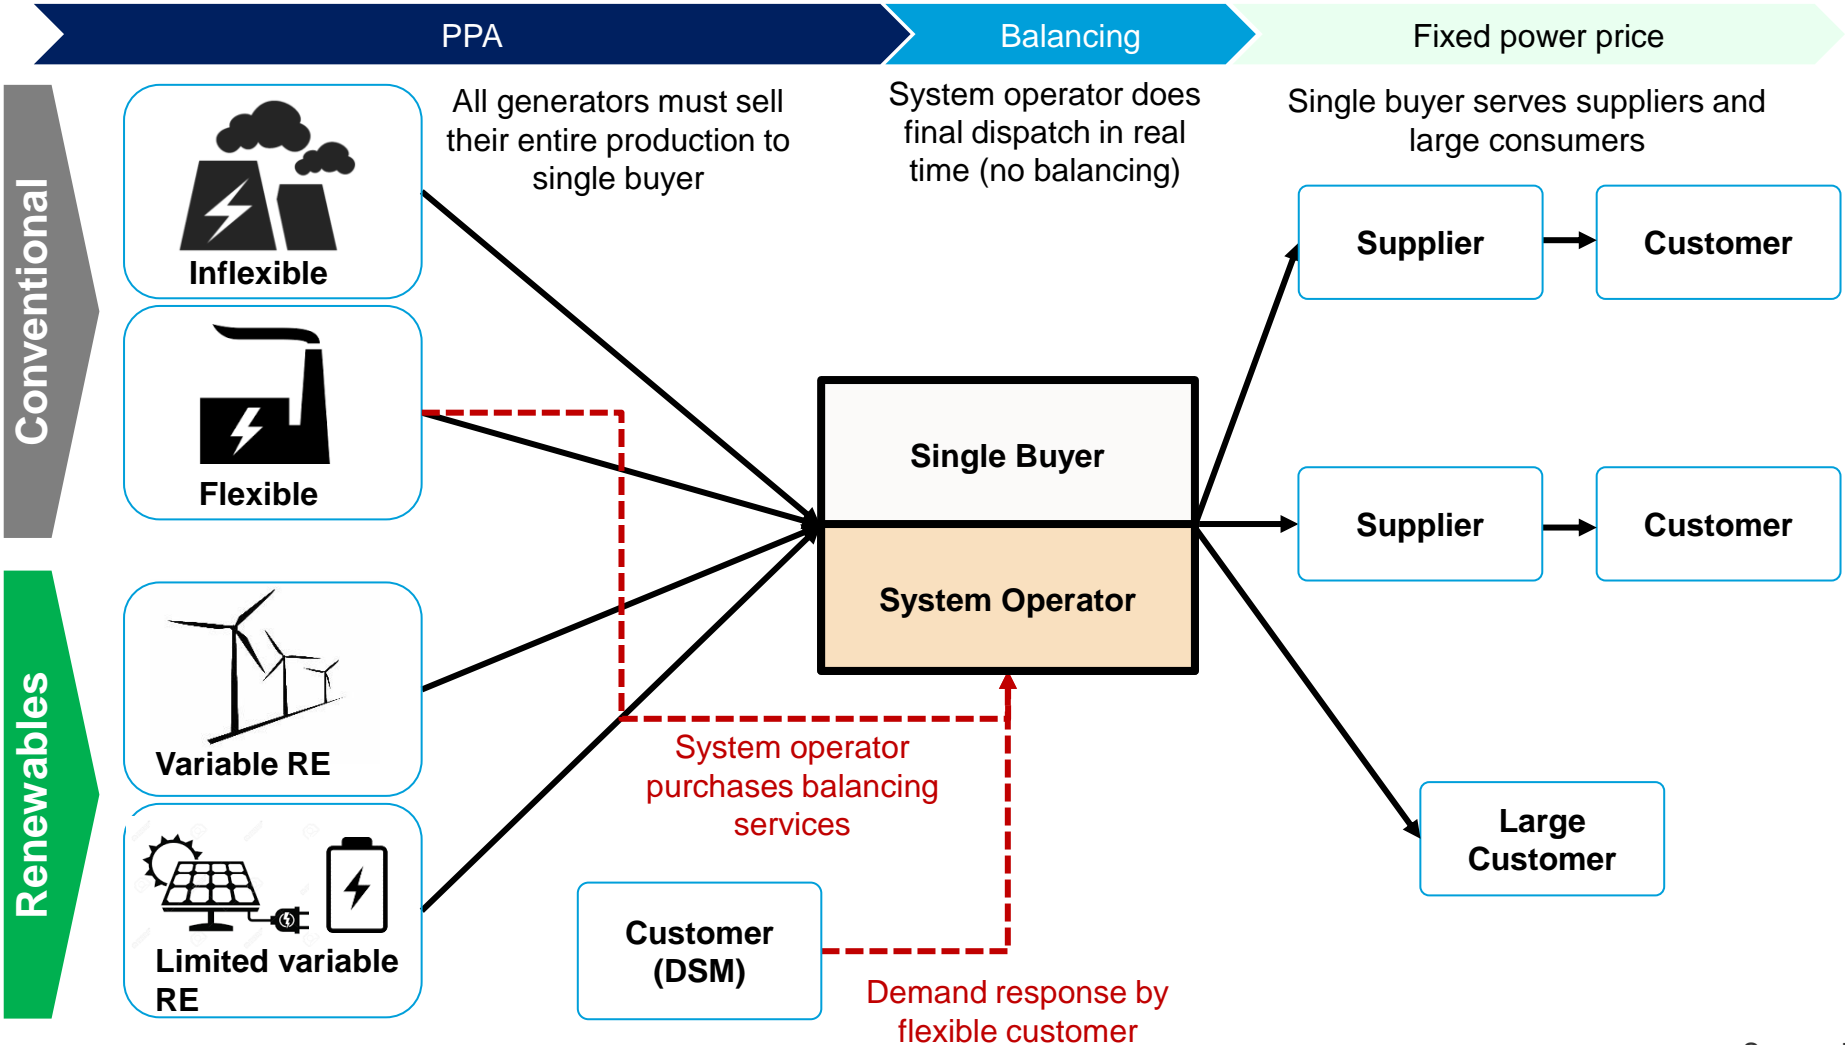 PPA
Balancing
Fixed power price
All generators must sell
their entire production to
single buyer
System operator does
final dispatch in real
time (no balancing)
Single buyer serves suppliers and
large consumers
Conventional
Inflexible
Flexible
Renewables
Variable RE
Limited variable
RE
Single Buyer
System Operator
System operator
purchases balancing
services
Customer
(DSM)
Demand response by
flexible customer
Supplier
Customer
Supplier
Customer
Large
Customer